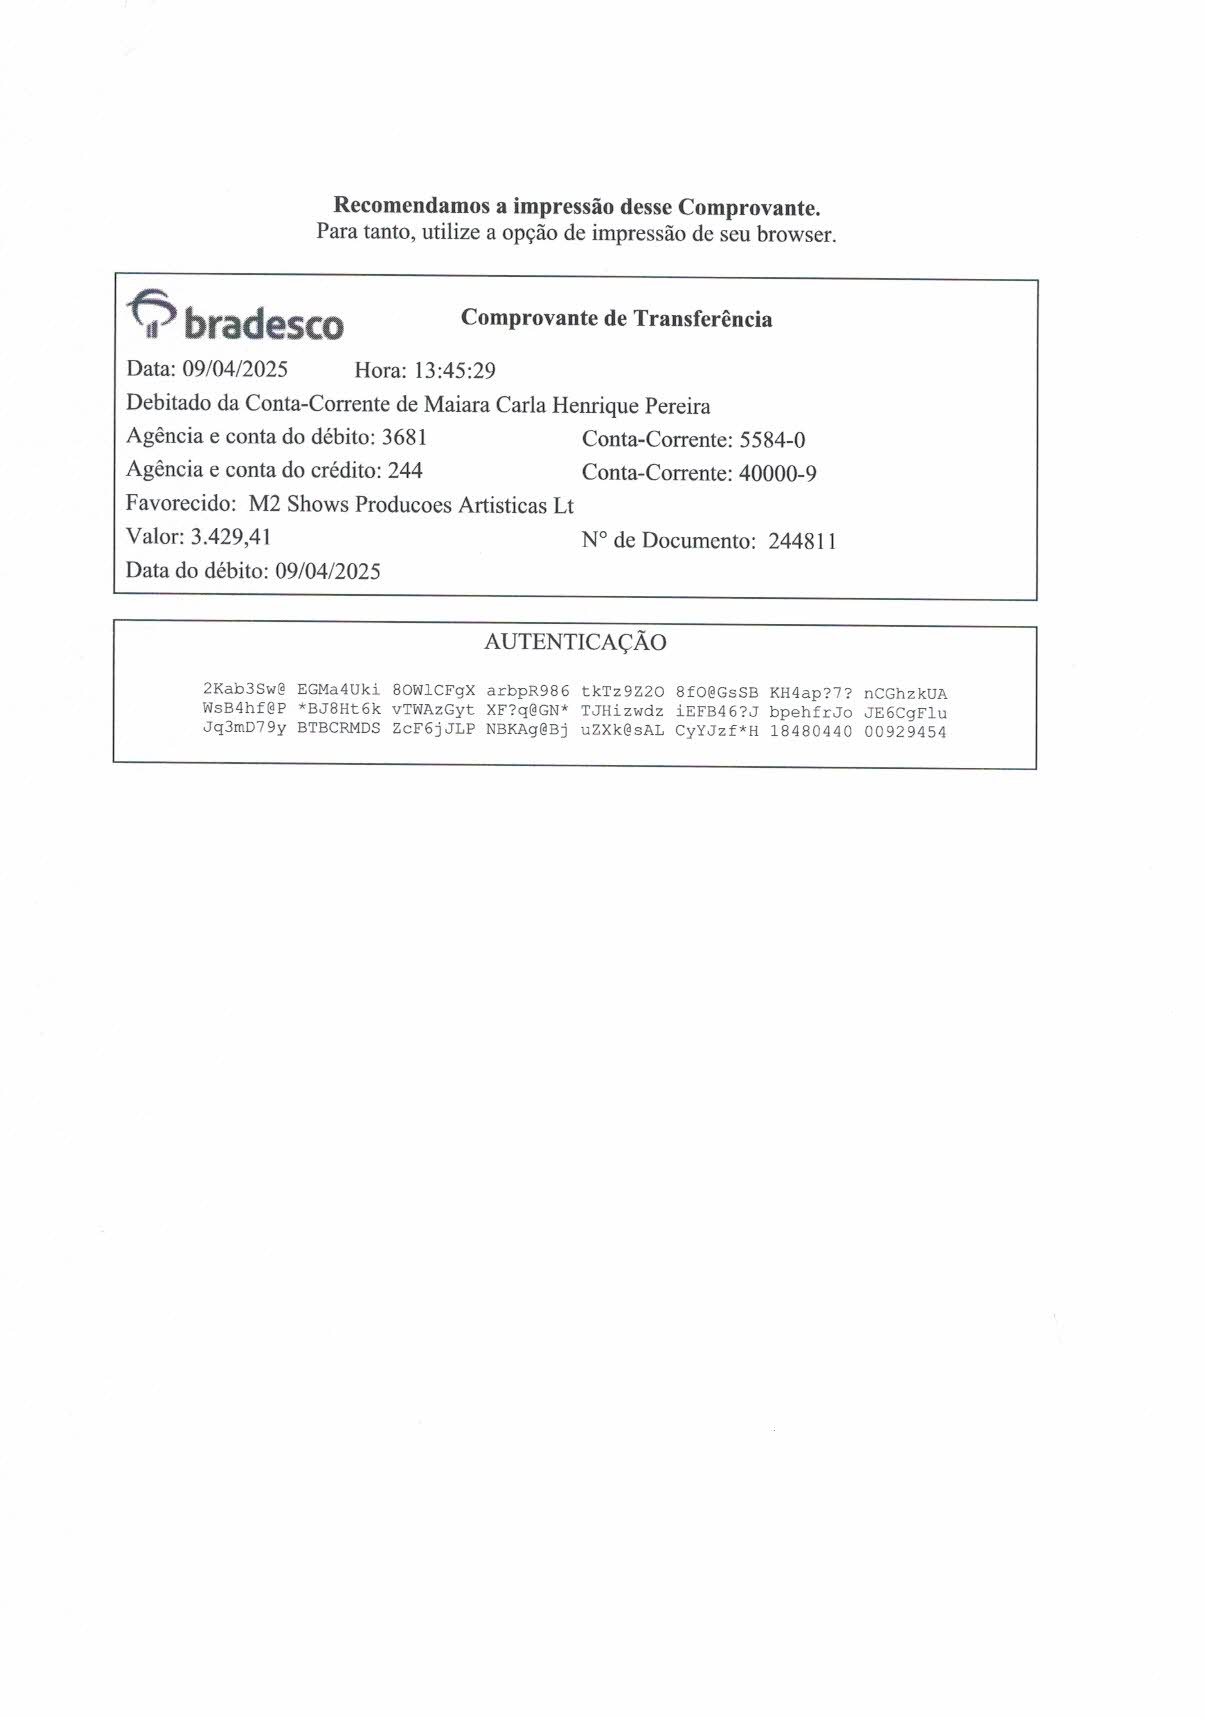 Recomendamos a impressão desse Comprovante.
Para tanto, utilize a opção de impressão de seu browser.
bradesco
Comprovante de Transferência
Data: 09/04/2025 Hora: 13:45:29
Debitado da Conta-Corrente de Maiara Carla Henrique Pereira
Agência e conta do débito: 3681 Conta-Corrente: 5584-0
Agência e conta do crédito: 244 Conta-Corrente: 40000-9
Favorecido: M2 Shows Producoes Artisticas Lt
Valor: 3.429,41 N° de Documento: 244811
Data do débito: 09/04/2025
AUTENTICAÇÃO
2Kab3Sw@ EGMa4Uki 8OWlCFgX arbpR986 tkTz9Z2O 8fO@GsSB KH4ap?7? nCGhzkUA
WsB4hf@P *BJ8Ht6k vTWAzGyt XF?q@GN* TJHizwdz iEFB46?J bpehfrJo JE6CgFlu
Jq3mD79y BTBCRMDS ZcF6jJLP NBKAg@Bj uZXk@sAL CyYJzf*H 18480440 00929454